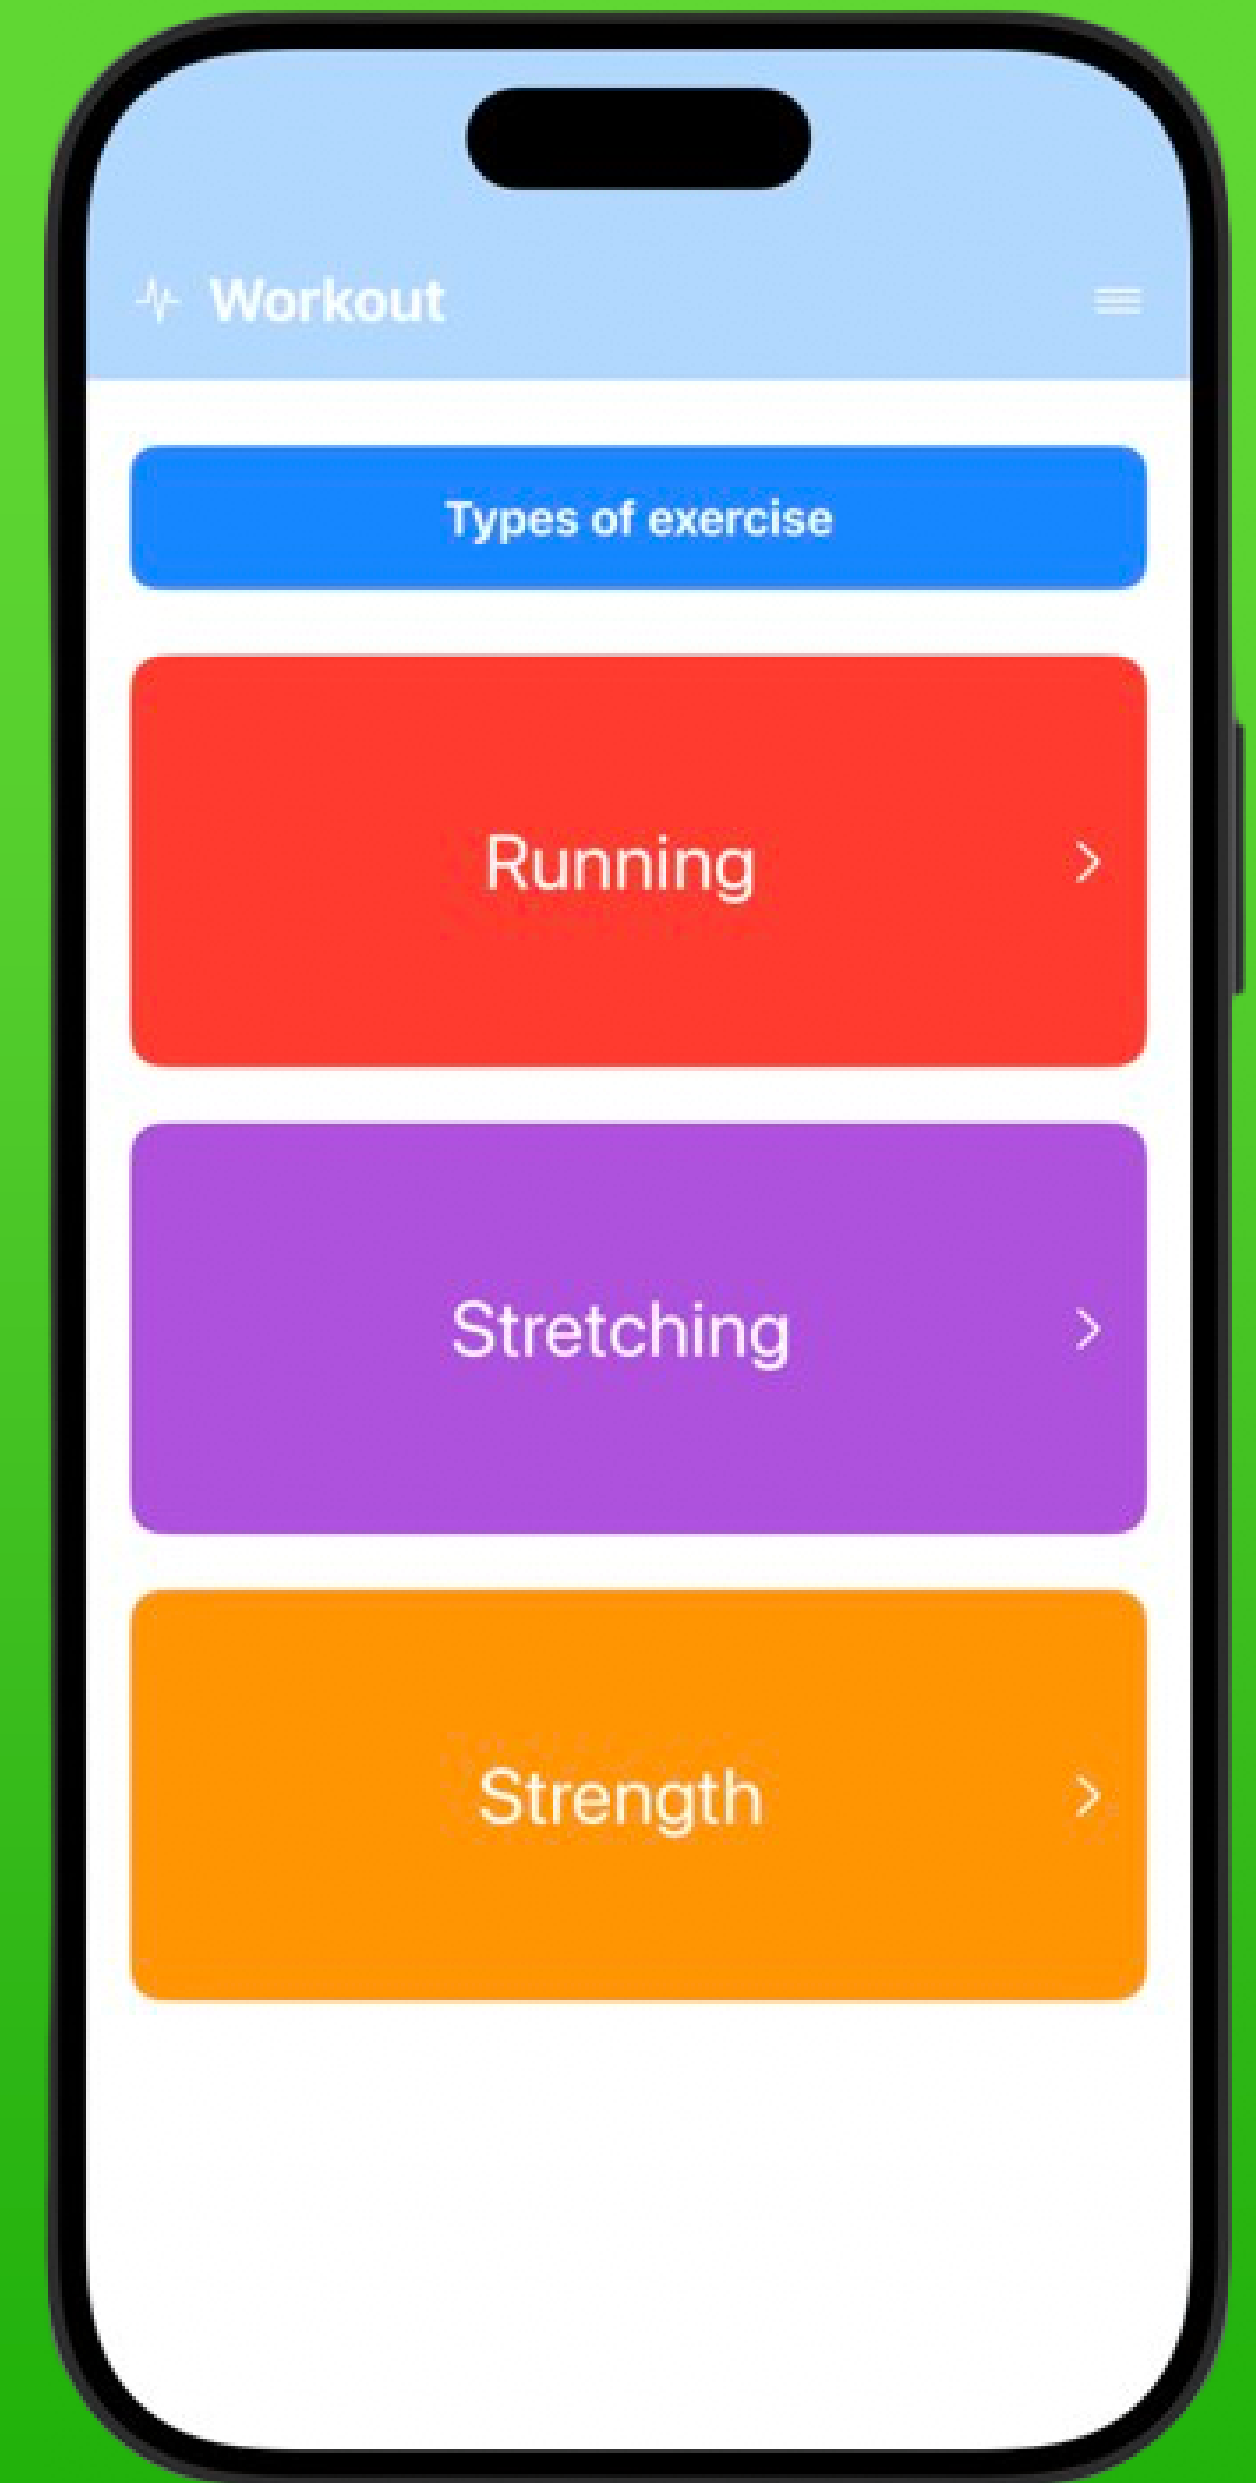 Workout
Types of exercise
Running
Stretching
Strength